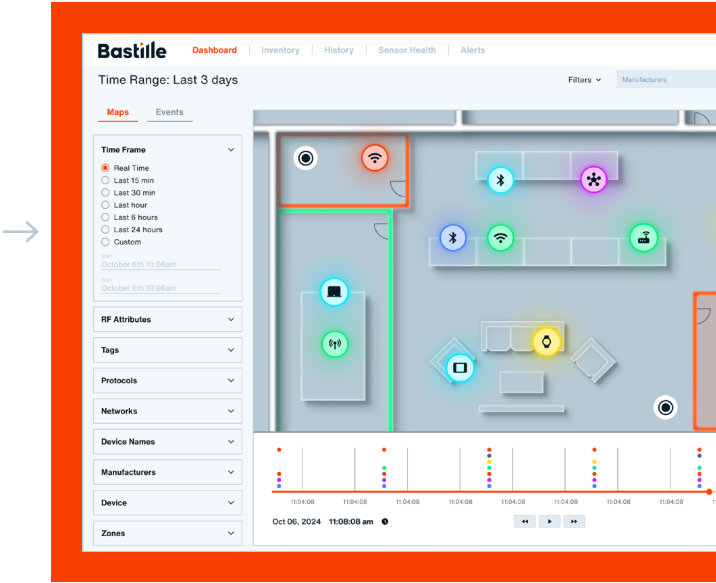 Bastille
Dashboard
Inventory
History
Sensor Health
Alerts
Time Range: Last 3 days
Filters
Manufacturers
Maps
Events
Time Frame
Real Time
Last 15 min
Last 30 min
Last hour
Last 6 hours
Last 24 hours
Custom
Start
October 6th 10:06am
Start
October 6th 10:06am
RF Attributes
Tags
Protocols
Networks
Device Names
Manufacturers
Device
Zones
11:04:08
11:04:08
11:04:08
11:04:08
11:04:08
11:04:08
11:04:08
11:04:08
Oct 06, 2024
11:08:08 am